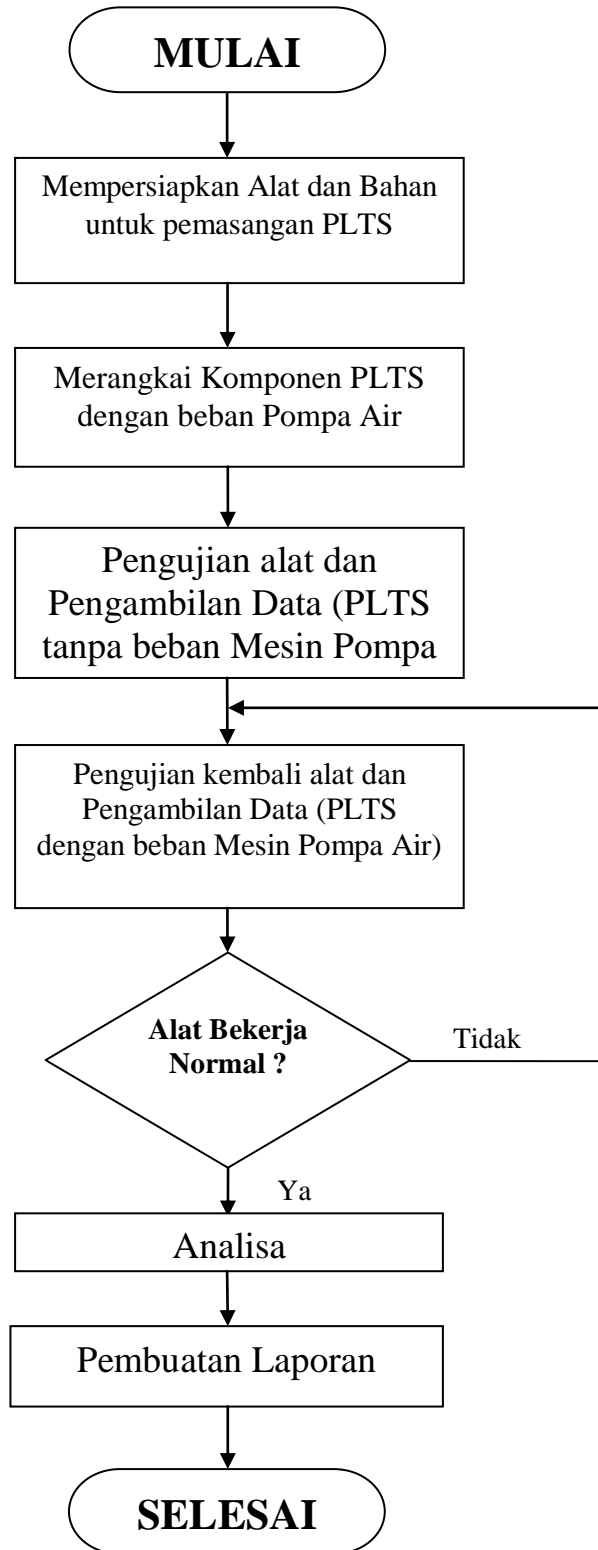 MULAI
Mempersiapkan Alat dan Bahan
untuk pemasangan PLTS
Merangkai Komponen PLTS
dengan beban Pompa Air
Pengujian alat dan
Pengambilan Data (PLTS
tanpa beban Mesin Pompa
Pengujian kembali alat dan
Pengambilan Data (PLTS
dengan beban Mesin Pompa Air)
Alat Bekerja
Normal ?
Tidak
Ya
Analisa
Pembuatan Laporan
SELESAI